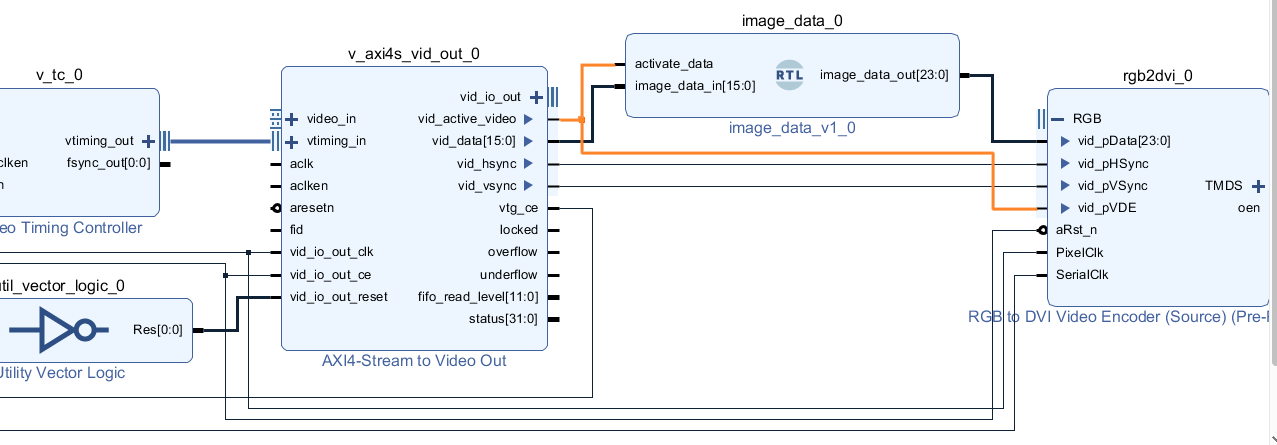 v_tc_0
vtiming_out
fsync_out[0:0]
clken
n
eo Timing Controller
util_vector_logic_0
Res[0:0]
Utility Vector Logic
v_axi4s_vid_out_0
video_in
vtiming_in
aclk
aclken
aresetn
fid
vid_io_out_clk
vid_io_out_ce
vid_io_out_reset
vid_io_out
vid_active_video
vid_data[15:0]
vid_hsync
vid_vsync
vtg_ce
locked
overflow
underflow
fifo_read_level[11:0]
status[31:0]
AXI4-Stream to Video Out
image_data_0
activate_data
image_data_in[15:0]
RTL
image_data_out[23:0]
image_data_v1_0
rgb2dvi_0
RGB
vid_pData[23:0]
vid_pHSync
vid_pVSync
vid_pVDE
aRst_n
PixelClk
SerialClk
TMDS
oen
RGB to DVI Video Encoder (Source) (Pre-